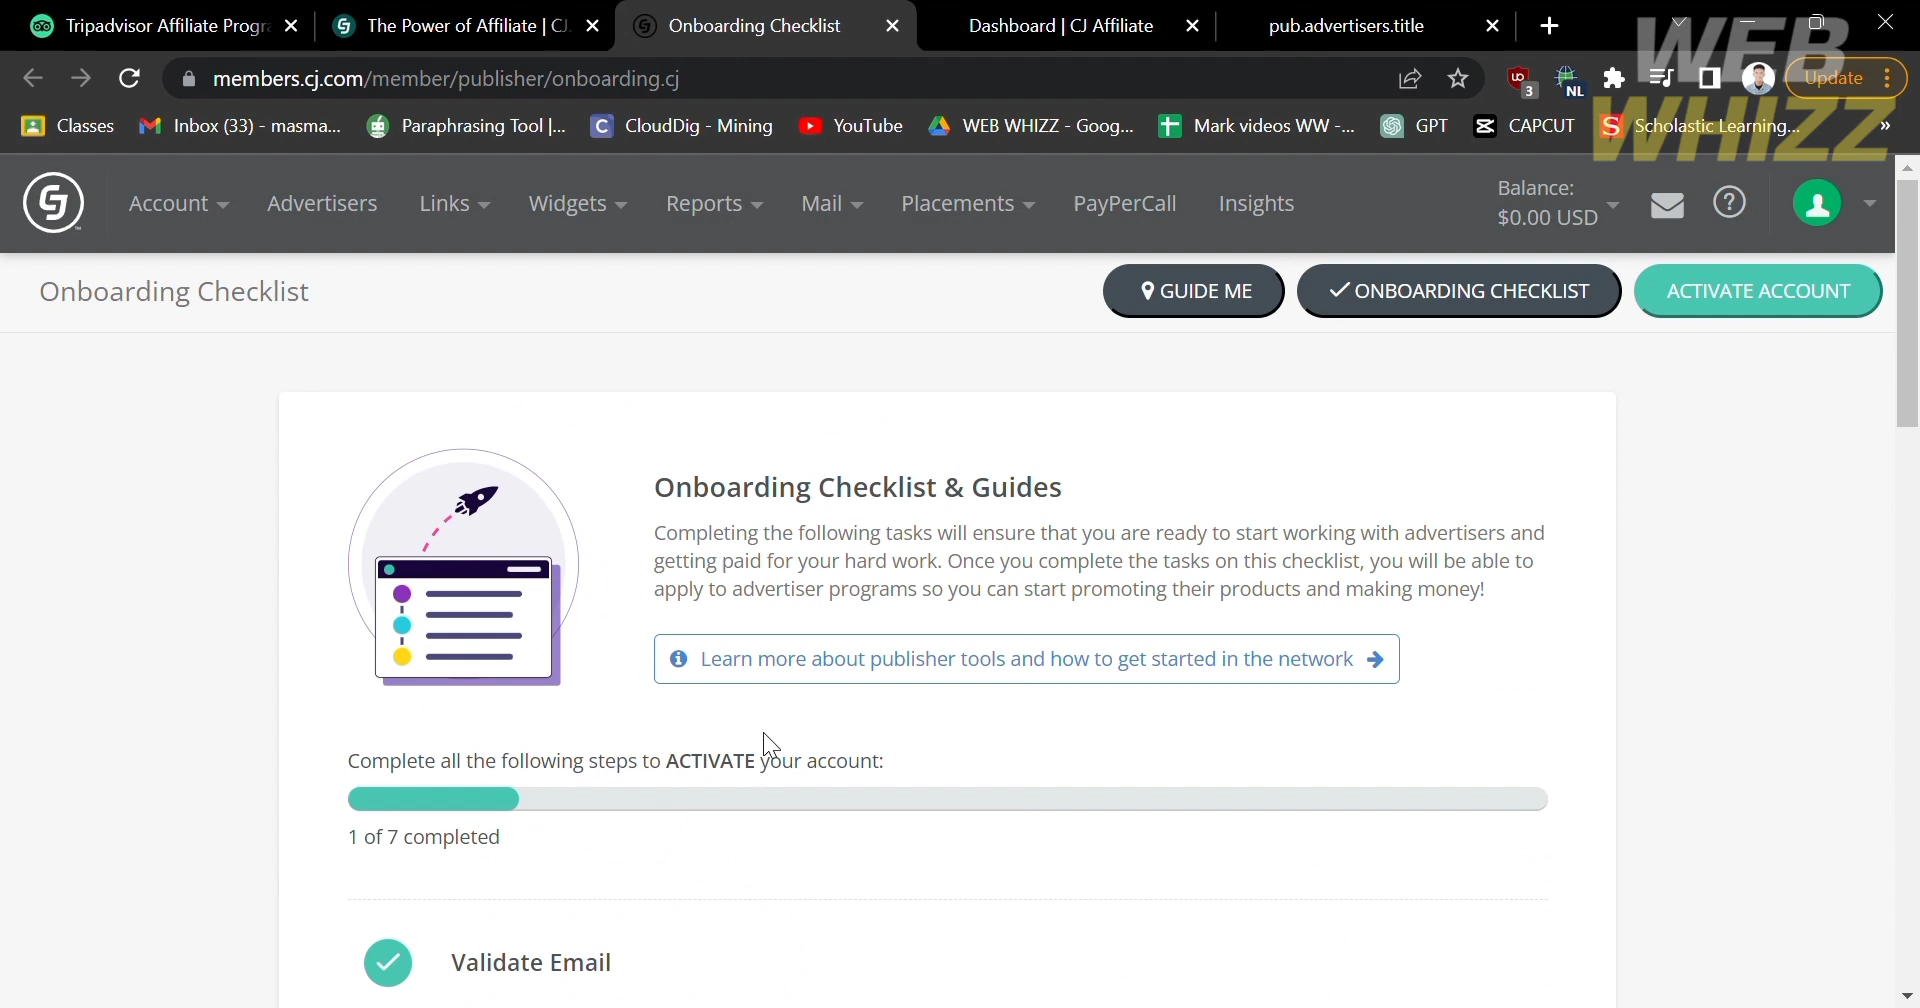 Tripadvisor Affiliate Progr
The Power of Affiliate | CJ
Onboarding Checklist
Dashboard | CJ Affiliate
pub.advertisers.title
members.cj.com/member/publisher/onboarding.cj
3
NL
Update
WEB
WHIZZ
Classes
Inbox (33) - masma...
Paraphrasing Tool |...
CloudDig - Mining
YouTube
WEB WHIZZ - Goog...
Mark videos WW -...
GPT
CAPCUT
Scholastic Learning...
Account
Advertisers
Links
Widgets
Reports
Mail
Placements
PayPerCall
Insights
Balance:
$0.00 USD
Onboarding Checklist
GUIDE ME
ONBOARDING CHECKLIST
ACTIVATE ACCOUNT
Onboarding Checklist & Guides
Completing the following tasks will ensure that you are ready to start working with advertisers and
getting paid for your hard work. Once you complete the tasks on this checklist, you will be able to
apply to advertiser programs so you can start promoting their products and making money!
Learn more about publisher tools and how to get started in the network
Complete all the following steps to ACTIVATE your account:
1 of 7 completed
Validate Email